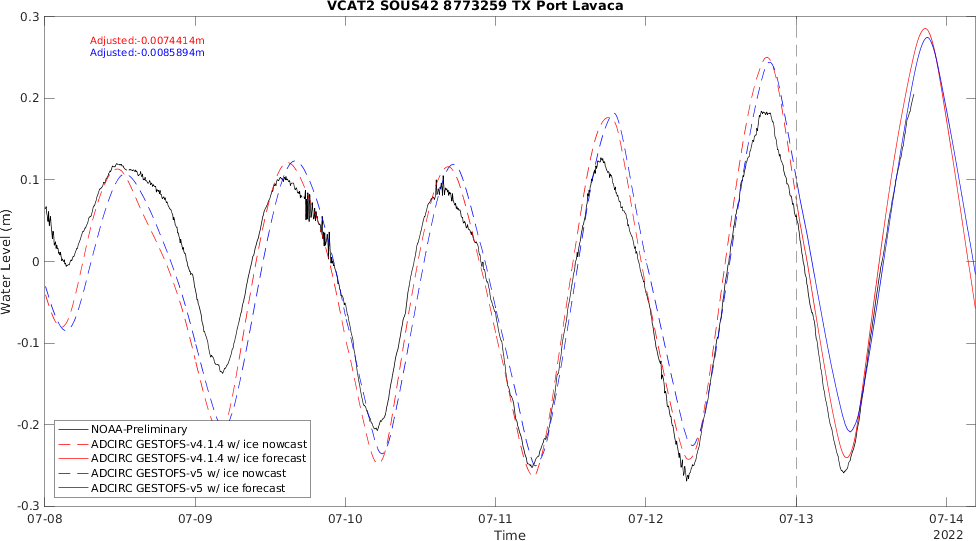 VCAT2 SOUS42 8773259 TX Port Lavaca
0.3
Adjusted:-0.0074414m
Adjusted:-0.0085894m
0.2
0.1
0
-0.1
-0.2
-0.3
Water Level (m)
NOAA-Preliminary
ADCIRC GESTOFS-v4.1.4 w/ ice nowcast
ADCIRC GESTOFS-v4.1.4 w/ ice forecast
ADCIRC GESTOFS-v5 w/ ice nowcast
ADCIRC GESTOFS-v5 w/ ice forecast
07-08 07-09 07-10 07-11 07-12 07-13 07-14
Time
2022